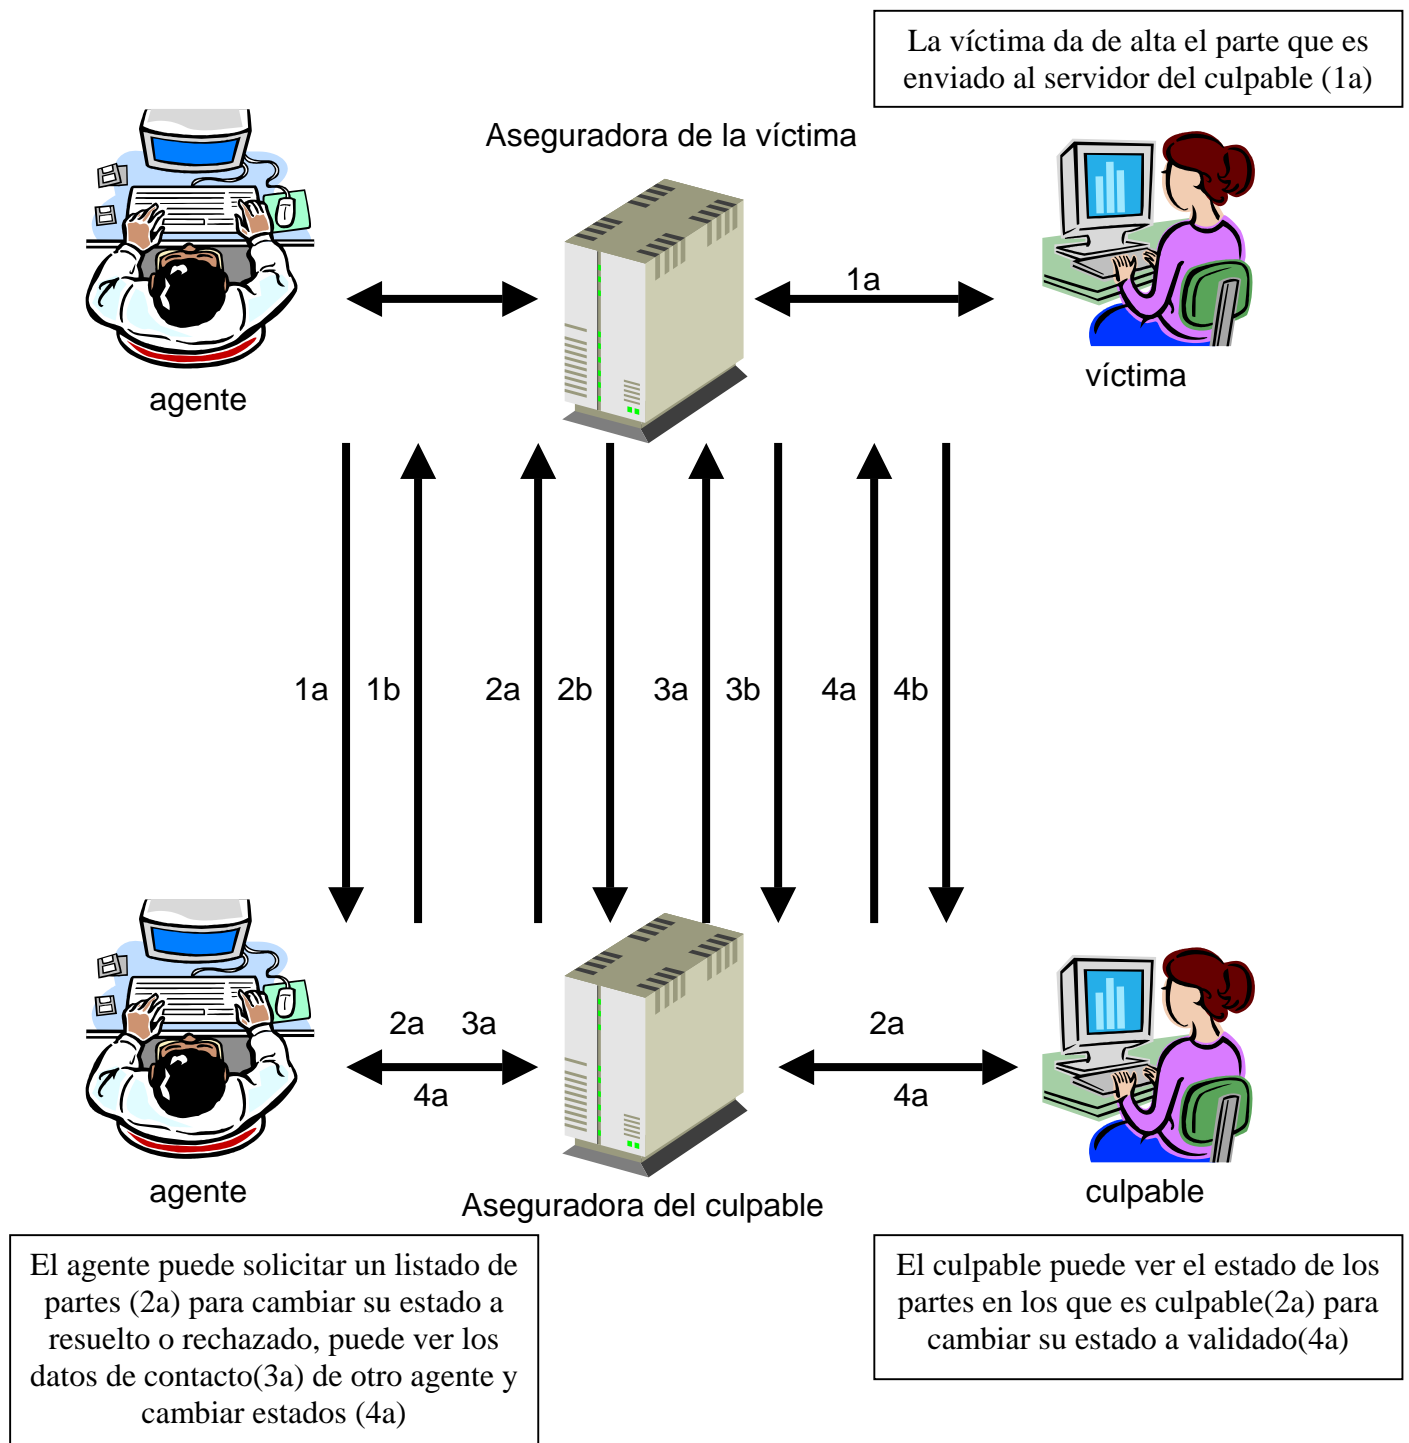 La víctima da de alta el parte que es
enviado al servidor del culpable (1a)
Aseguradora de la víctima
1a
agente
víctima
1a
1b
2a
2b
3a
3b
4a
4b
2a
3a
4a
2a
4a
agente
Aseguradora del culpable
culpable
El agente puede solicitar un listado de
partes (2a) para cambiar su estado a
resuelto o rechazado, puede ver los
datos de contacto(3a) de otro agente y
cambiar estados (4a)
El culpable puede ver el estado de los
partes en los que es culpable(2a) para
cambiar su estado a validado(4a)